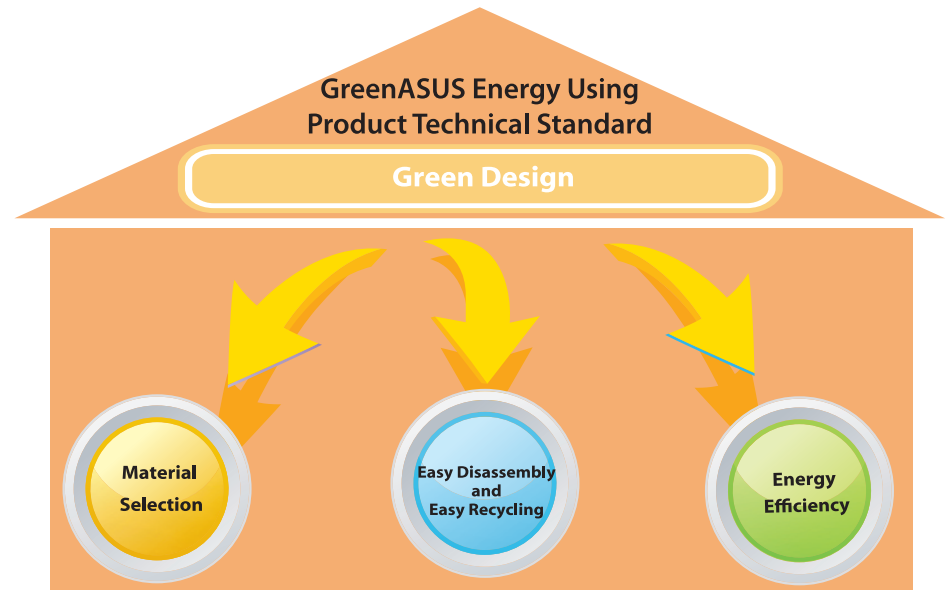 GreenASUS Energy Using
Product Technical Standard
Green Design
Material
Selection
Easy Disassembly
and
Easy Recycling
Energy
Efficiency